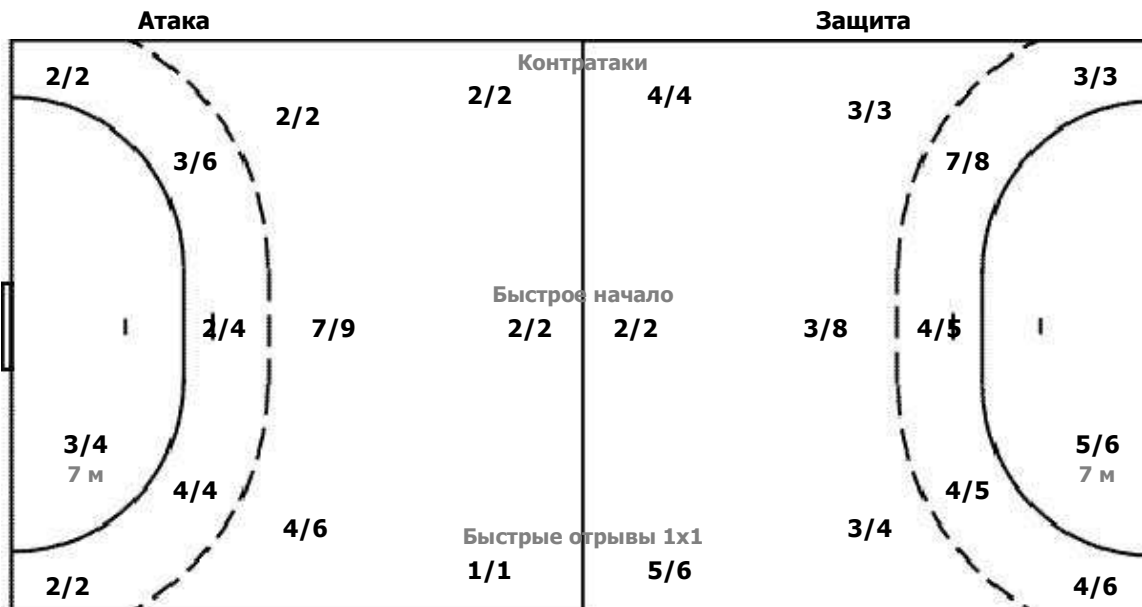 Атака Защита
Контратаки
2/2 3/3
2/2 4/4
2/2 3/3
3/6 7/8
Быстрое начало
2/4 7/9 2/2 2/2 3/8 4/5
3/4 5/6
7 м 7 м
4/4 4/5
4/6 3/4
Быстрые отрывы 1x1
1/1 5/6
2/2 4/6